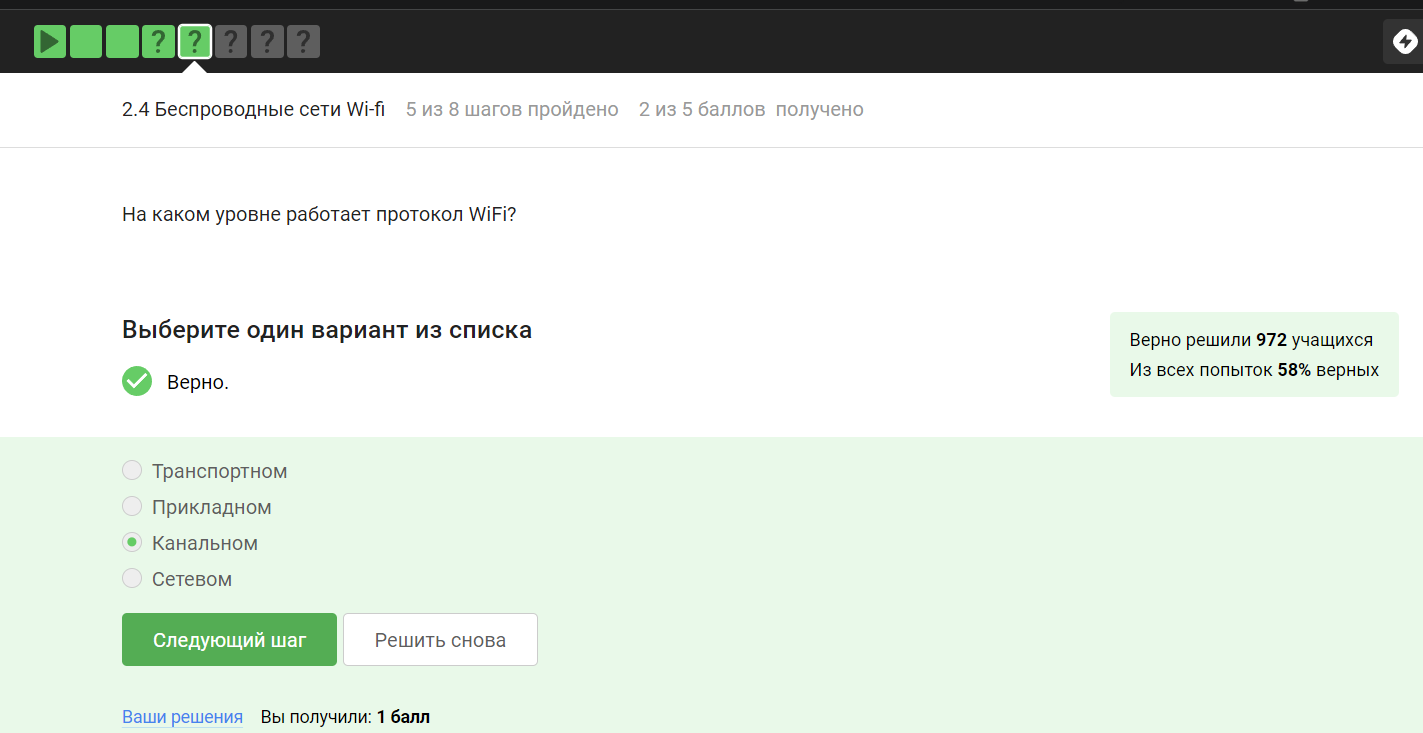 ? ? ? ? ?
2.4 Беспроводные сети Wi-fi 5 из 8 шагов пройдено 2 из 5 баллов получено
На каком уровне работает протокол WiFi?
Выберите один вариант из списка
Верно.
Верно решили 972 учащихся
Из всех попыток 58% верных
Транспортном
Прикладном
Канальном
Сетевом
Следующий шаг Решить снова
Ваши решения Вы получили: 1 балл